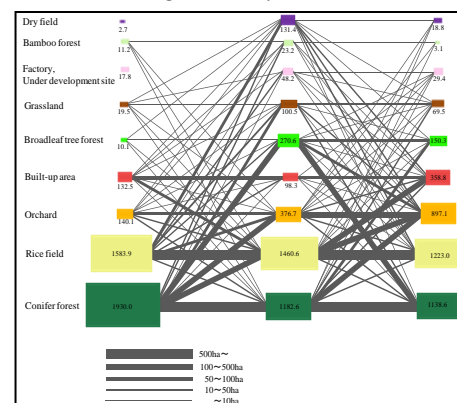 Dry field
2.7 131.4 18.8
Bamboo forest
11.2 23.2 3.1
Factory,
Under development site
17.8 48.2 29.4
Grassland
19.5 100.5 69.5
Broadleaf tree forest
10.1 270.6 150.3
Built-up area
132.5 98.3 358.8
Orchard
140.1 376.7 897.1
Rice field 1583.9 1460.6 1223.0
Conifer forest 1930.0 1182.6 1138.6
500ha~
100~500ha
50~100ha
10~50ha
~10ha